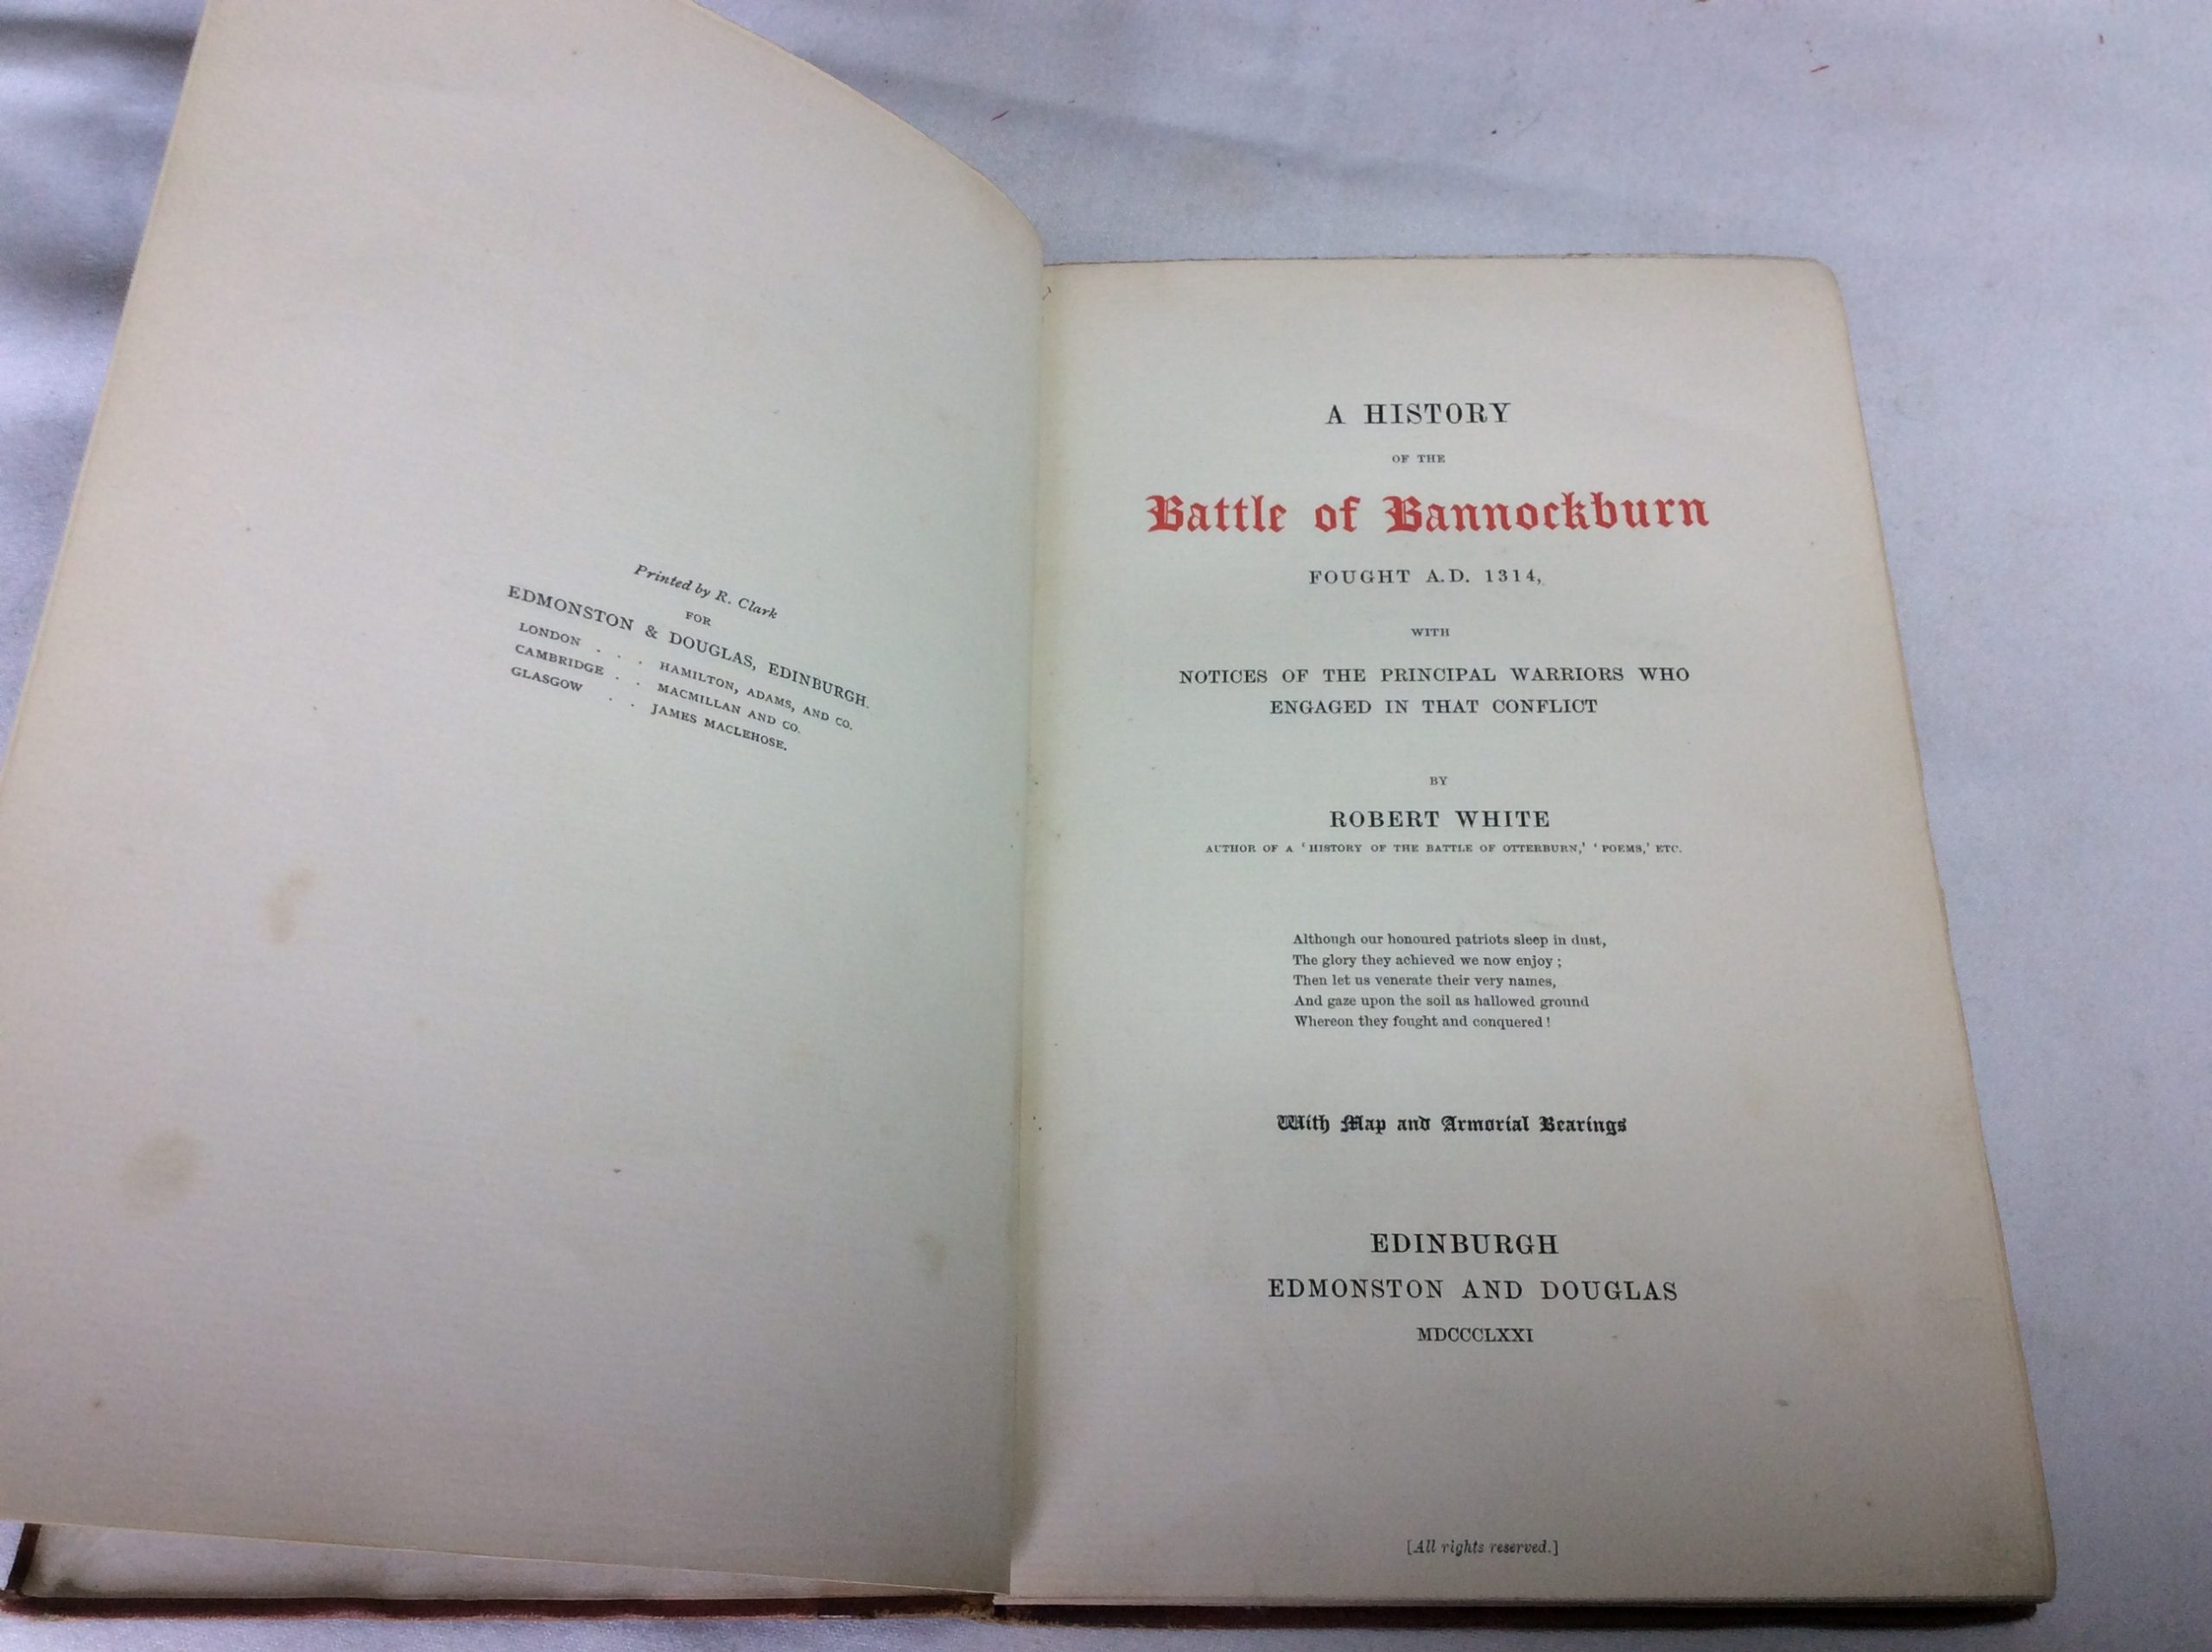 Printed by R. Clark
FOR
EDMONSTON & DOUGLAS, EDINBURGH.
LONDON . . . HAMILTON, ADAMS, AND CO.
CAMBRIDGE . . MACMILLAN AND CO.
GLASGOW . . JAMES MACLEHOSE.
A HISTORY
OF THE
Battle of Bannockburn
FOUGHT A.D. 1314,
WITH
NOTICES OF THE PRINCIPAL WARRIORS WHO
ENGAGED IN THAT CONFLICT
BY
ROBERT WHITE
AUTHOR OF A ‘HISTORY OF THE BATTLE OF OTTERBURN,’ ‘POEMS,’ ETC.
Although our honoured patriots sleep in dust,
The glory they achieved we now enjoy ;
Then let us venerate their very names,
And gaze upon the soil as hallowed ground
Whereon they fought and conquered !
With Map and Armorial Bearings
EDINBURGH
EDMONSTON AND DOUGLAS
MDCCCLXXI
[All rights reserved.]